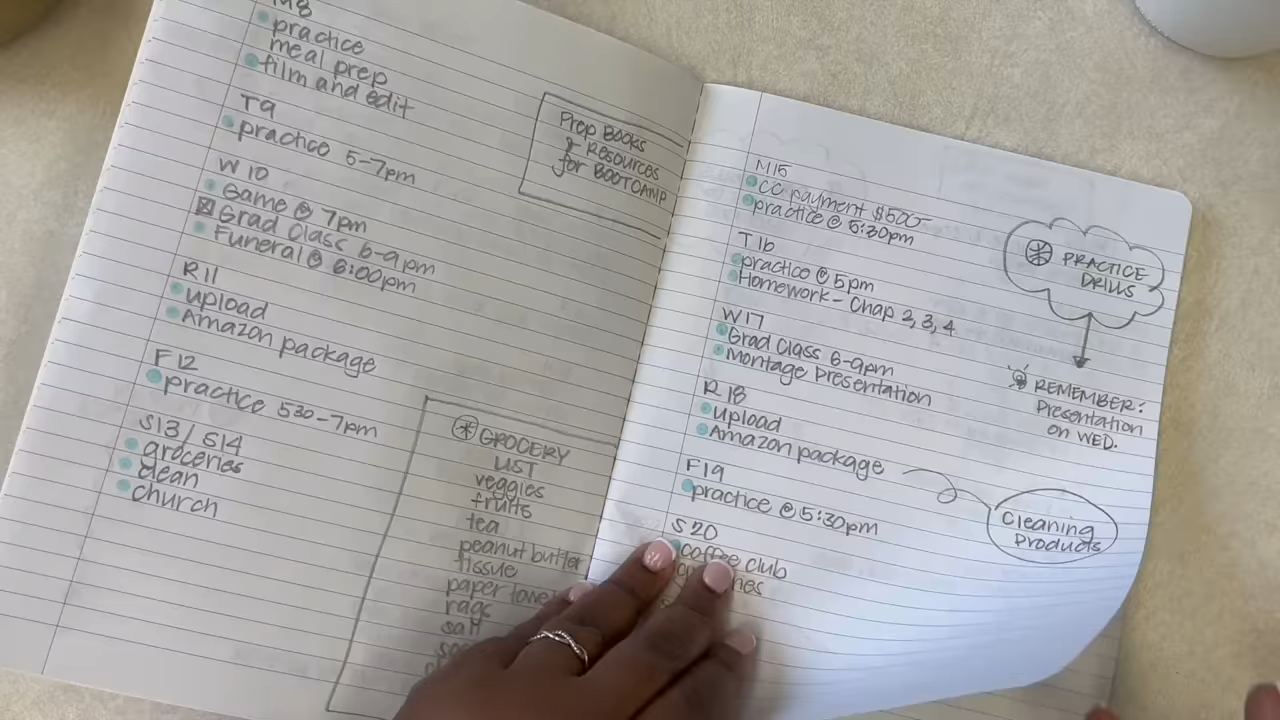 M8
practice
meal prep
film and edit
T9
practice 5-7pm
W10
Game @ 7pm
Grad Class 6-9pm
Funeral @ 6:00pm
R11
upload
Amazon package
F12
practice 530-7pm
S13/S14
groceries
clean
church
Prep Books
& Resources
for BOOTCAMP
GROCERY
LIST
veggies
fruits
tea
peanut butter
tissue
paper
rags
salt
M15
CC payment $500
practice @ 5:30pm
T16
practice @ 5pm
Homework - Chap 2, 3, 4
W17
Grad Class 6-9pm
Montage Presentation
R18
upload
Amazon package
F19
practice @ 5:30pm
S20
coffee club
PRACTICE
DRILLS
REMEMBER:
Presentation
on WED.
Cleaning
Products